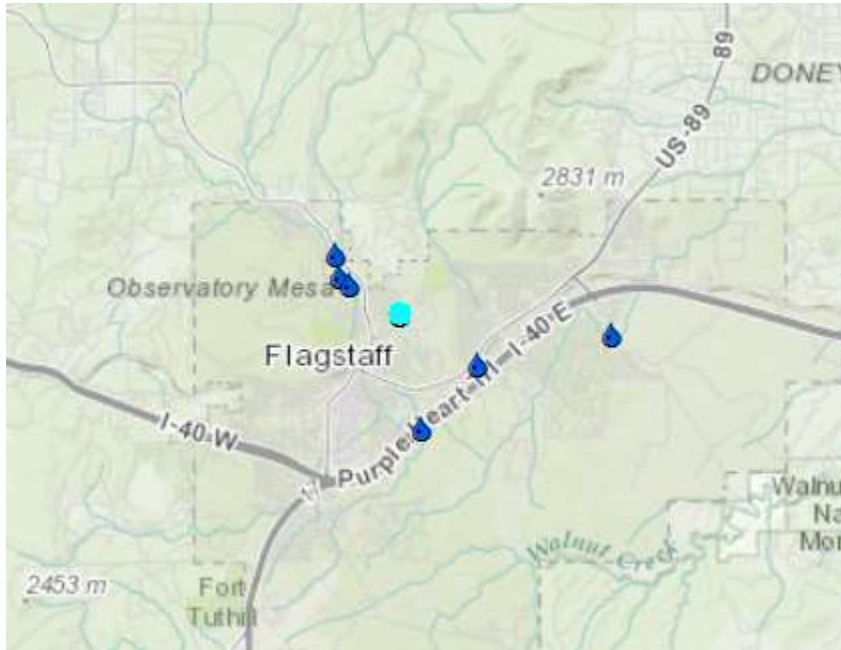 89
DONEY
US-89
2831 m
Observatory Mesa
Flagstaff
I-40-W
Purple Heart
I-40 E
Walnu
Na
Mon
Walnut Creek
2453 m
Fort
Tuthill